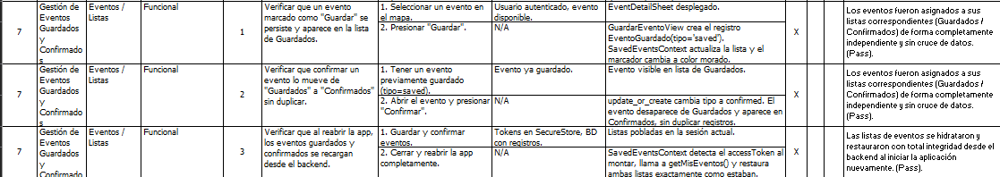 7
Gestión de
Eventos
Guardados
y
Confirmado
s
Eventos /
Listas
Funcional
1
Verificar que un evento
marcado como "Guardar" se
persiste y aparece en la lista
de Guardados.
1. Seleccionar un evento en
el mapa.
Usuario autenticado, evento
disponible.
EventDetailSheet desplegado.
2. Presionar "Guardar".
N/A
GuardarEventoView crea el registro
EventoGuardado(tipo='saved').
SavedEventsContext actualiza la lista y el
marcador cambia a color morado.
X
Los eventos fueron asignados a sus
listas correspondientes (Guardados /
Confirmados) de forma completamente
independiente y sin cruce de datos.
(Pass).
7
Gestión de
Eventos
Guardados
y
Confirmado
s
Eventos /
Listas
Funcional
2
Verificar que confirmar un
evento lo mueve de
"Guardados" a "Confirmados"
sin duplicar.
1. Tener un evento
previamente guardado
(tipo=saved).
Evento ya guardado.
Evento visible en lista de Guardados.
2. Abrir el evento y presionar
"Confirmar".
N/A
update_or_create cambia tipo a confirmed. El
evento desaparece de Guardados y aparece en
Confirmados, sin duplicar registros.
X
Los eventos fueron asignados a sus
listas correspondientes (Guardados /
Confirmados) de forma completamente
independiente y sin cruce de datos.
(Pass).
7
Gestión de
Eventos
Guardados
y
Confirmado
Eventos /
Listas
Funcional
3
Verificar que al reabrir la app,
los eventos guardados y
confirmados se recargan
desde el backend.
1. Guardar y confirmar
eventos.
Tokens en SecureStore, BD
con registros.
Listas pobladas en la sesión actual.
2. Cerrar y reabrir la app
completamente.
N/A
SavedEventsContext detecta el accessToken al
montar, llama a getMisEventos() y restaura
ambas listas exactamente como estaban.
X
Las listas de eventos se hidrataron y
restauraron con total integridad desde el
backend al iniciar la aplicación
nuevamente. (Pass).